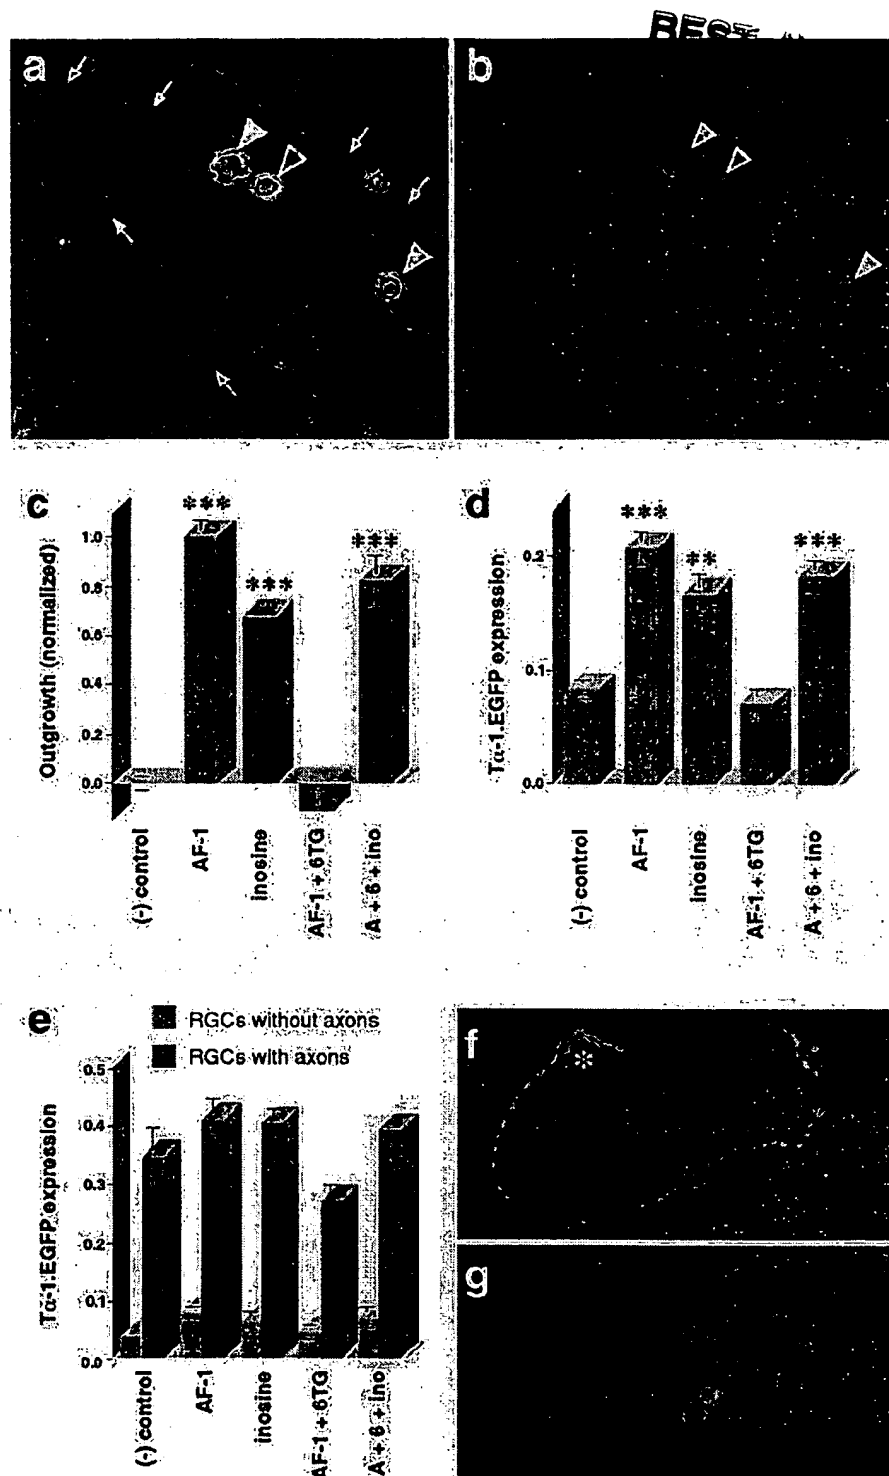 BEST
a
b
c
Outgrowth (normalized)
1.0
0.8
0.6
0.4
0.2
0.0
***
***
***
(-) control
AF-1
inosine
AF-1 + 6TG
A + 6 + ino
d
Tα-1:EGFP expression
0.2
0.1
0.0
***
**
***
(-) control
AF-1
inosine
AF-1 + 6TG
A + 6 + ino
e
RGCs without axons
RGCs with axons
Tα-1:EGFP expression
0.5
0.4
0.3
0.2
0.1
0.0
(-) control
AF-1
inosine
AF-1 + 6TG
A + 6 + ino
f
*
g